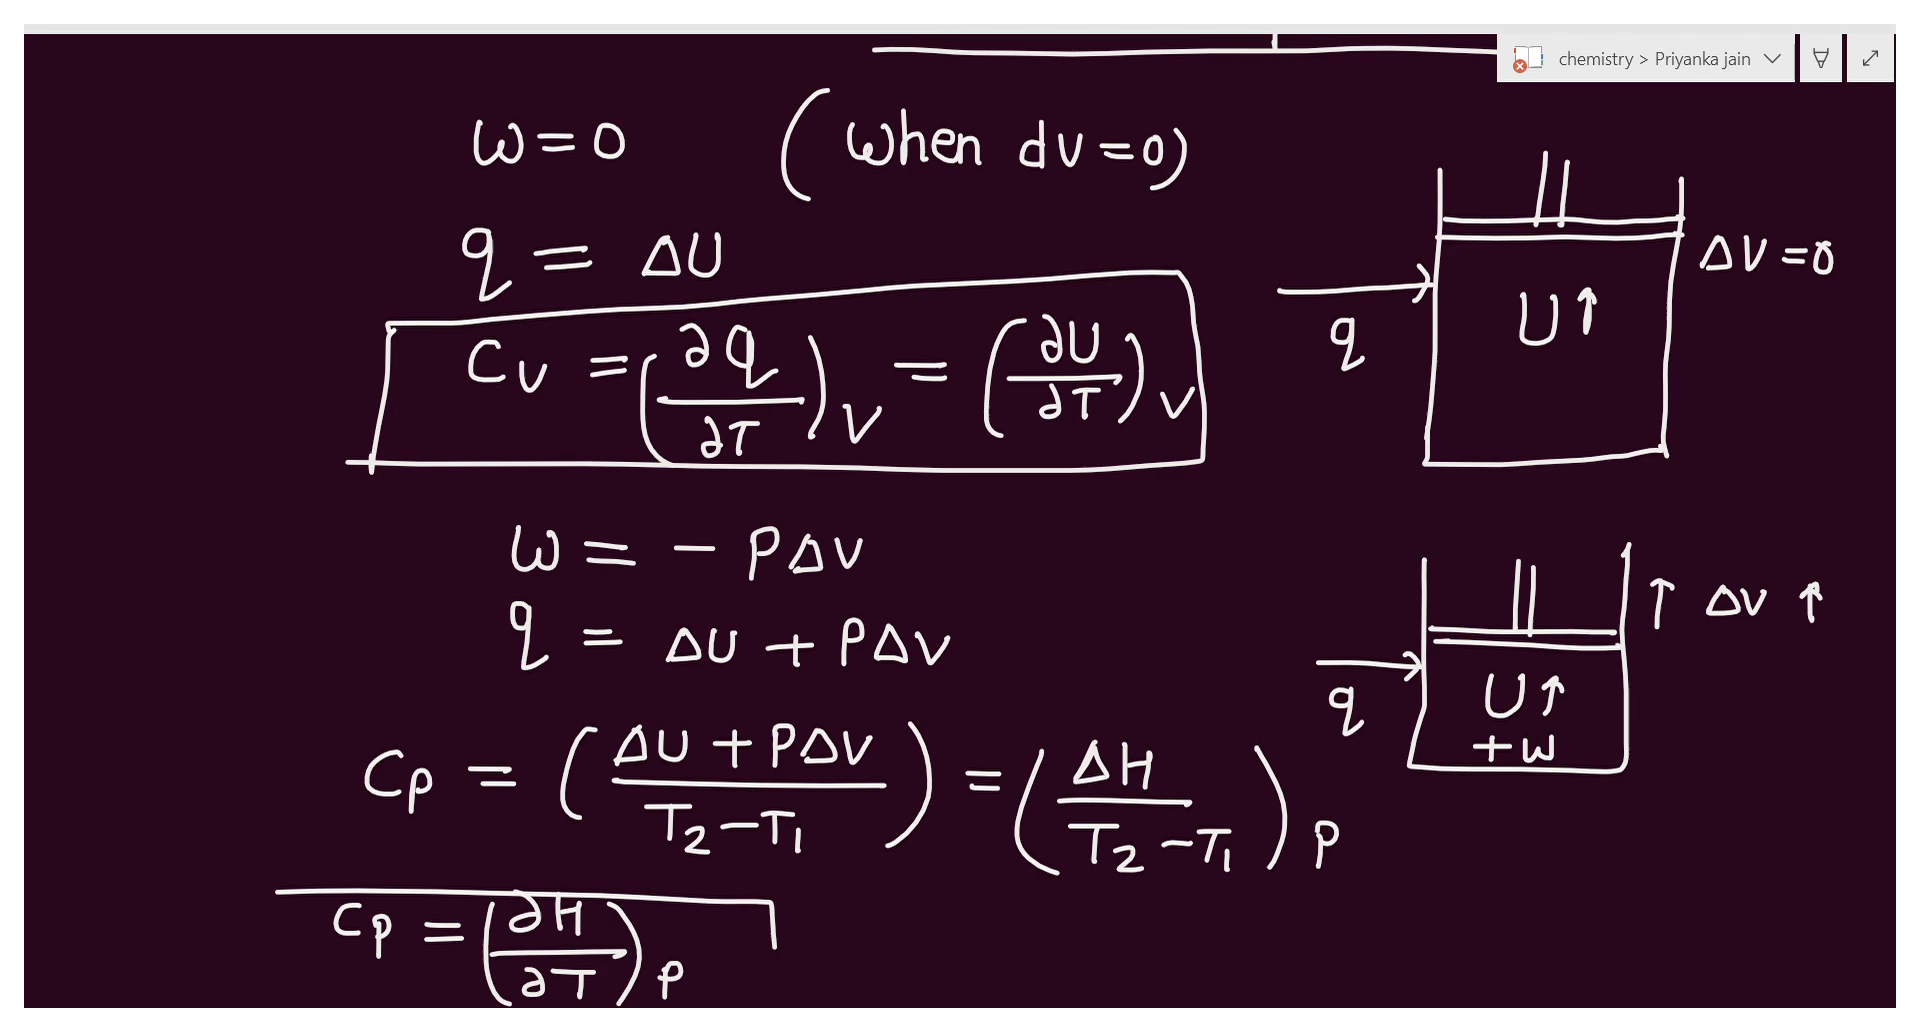 chemistry > Priyanka jain
w = 0 (when dv = 0)
q = ΔU
ΔV = 0
U↑
q
Cv = (∂q/∂T)v = (∂U/∂T)v
w = - PΔV
↑ ΔV ↑
q = ΔU + PΔV
q
U↑
+w
Cp = (ΔU + PΔV / T2 - T1) = (ΔH / T2 - T1)p
Cp = (∂H/∂T)p